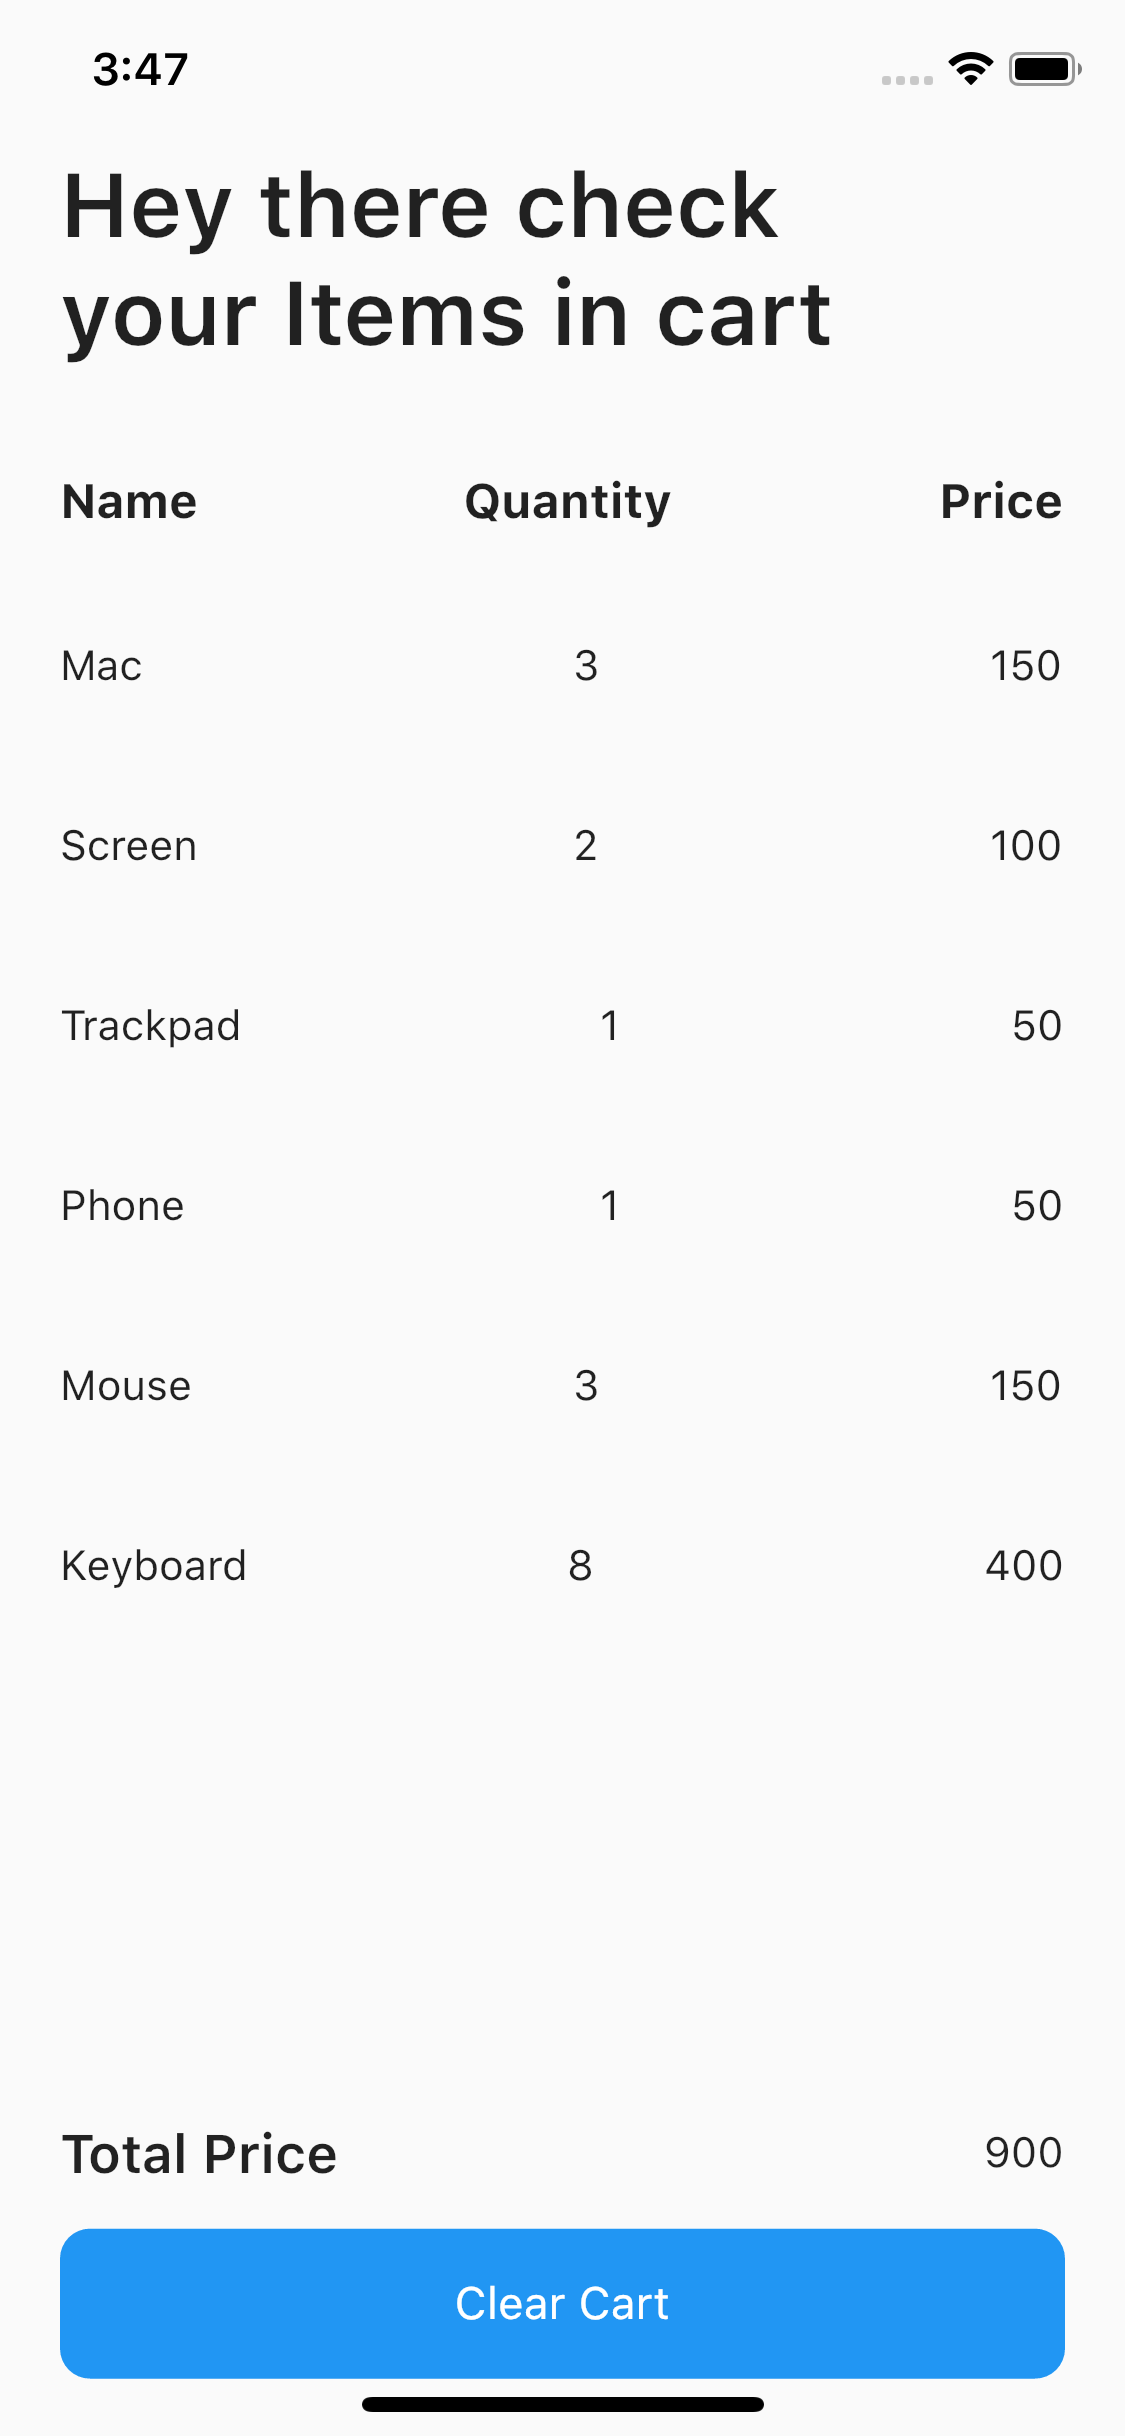 3:47
Hey there check
your Items in cart
Name Quantity Price
Mac 3 150
Screen 2 100
Trackpad 1 50
Phone 1 50
Mouse 3 150
Keyboard 8 400
Total Price 900
Clear Cart